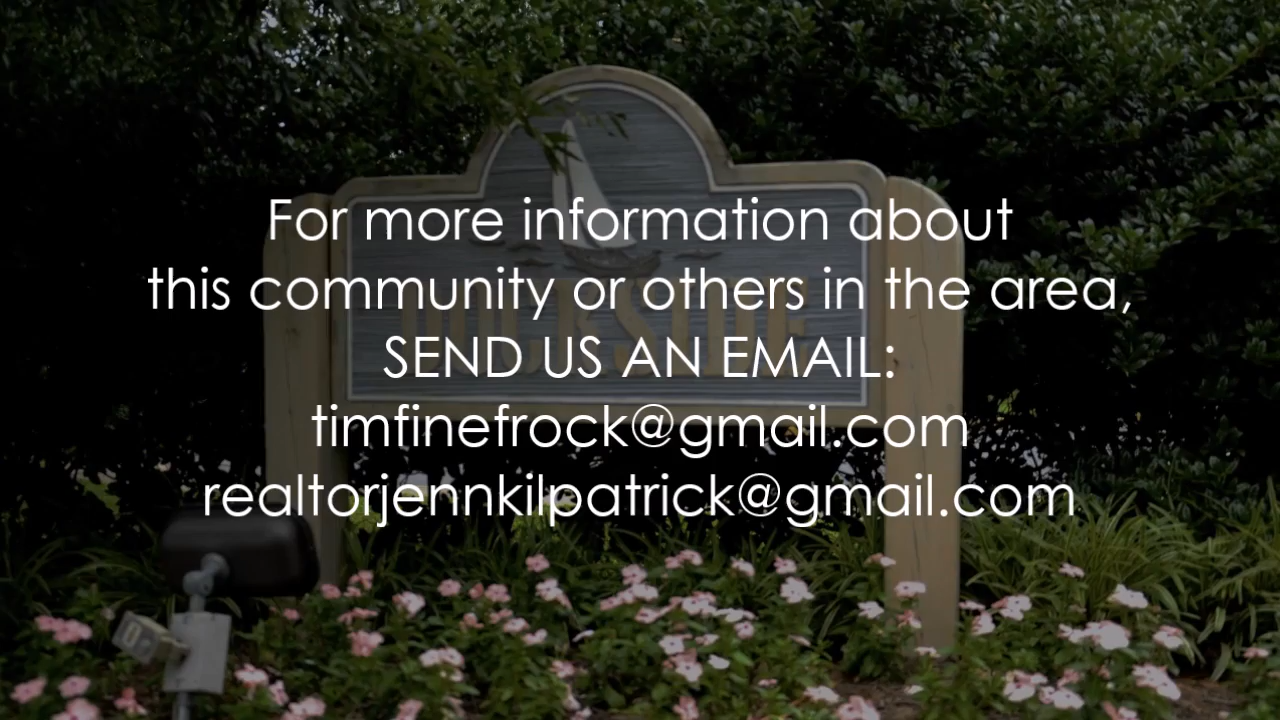 For more information about
this community or others in the area,
SEND US AN EMAIL:
timfinefrock@gmail.com
realtorjennkilpatrick@gmail.com
DOCKSIDE